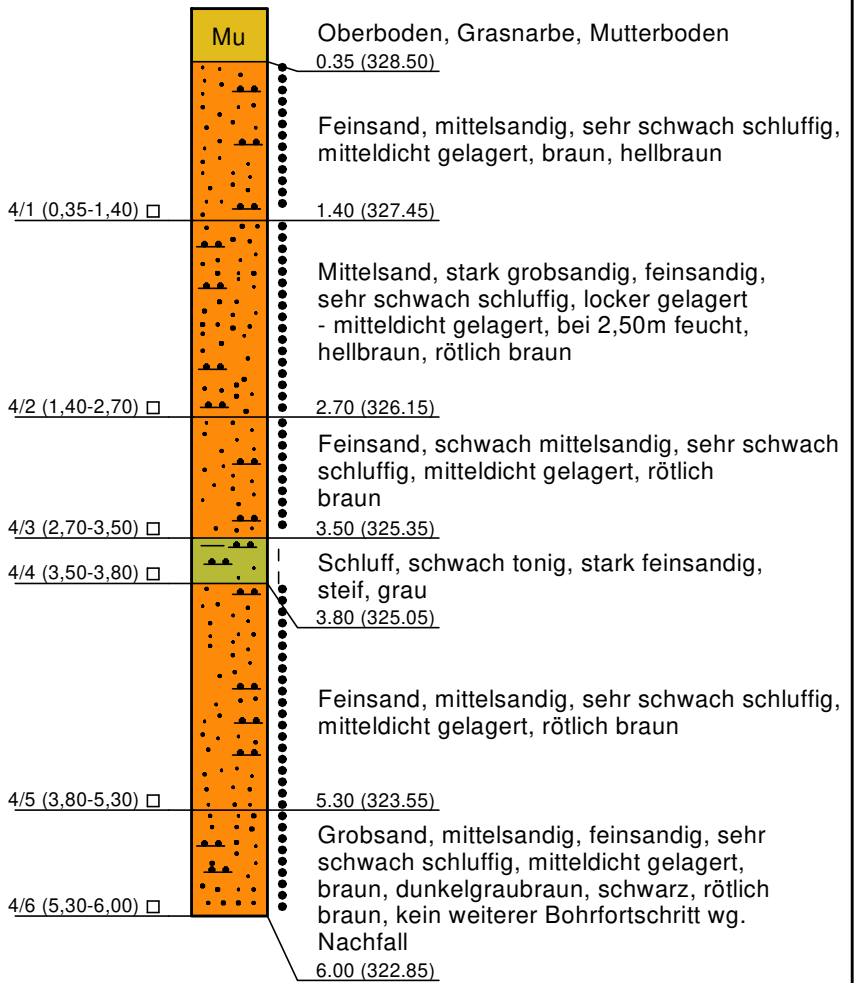 Mu
Oberboden, Grasnarbe, Mutterboden
0.35 (328.50)
Feinsand, mittelsandig, sehr schwach schluffig,
mitteldicht gelagert, braun, hellbraun
4/1 (0,35-1,40)
1.40 (327.45)
Mittelsand, stark grobsandig, feinsandig,
sehr schwach schluffig, locker gelagert
- mitteldicht gelagert, bei 2,50m feucht,
hellbraun, rötlich braun
4/2 (1,40-2,70)
2.70 (326.15)
Feinsand, schwach mittelsandig, sehr schwach
schluffig, mitteldicht gelagert, rötlich
braun
4/3 (2,70-3,50)
3.50 (325.35)
Schluff, schwach tonig, stark feinsandig,
steif, grau
4/4 (3,50-3,80)
3.80 (325.05)
Feinsand, mittelsandig, sehr schwach schluffig,
mitteldicht gelagert, rötlich braun
4/5 (3,80-5,30)
5.30 (323.55)
Grobsand, mittelsandig, feinsandig, sehr
schwach schluffig, mitteldicht gelagert,
braun, dunkelgraubraun, schwarz, rötlich
braun, kein weiterer Bohrfortschritt wg.
Nachfall
4/6 (5,30-6,00)
6.00 (322.85)